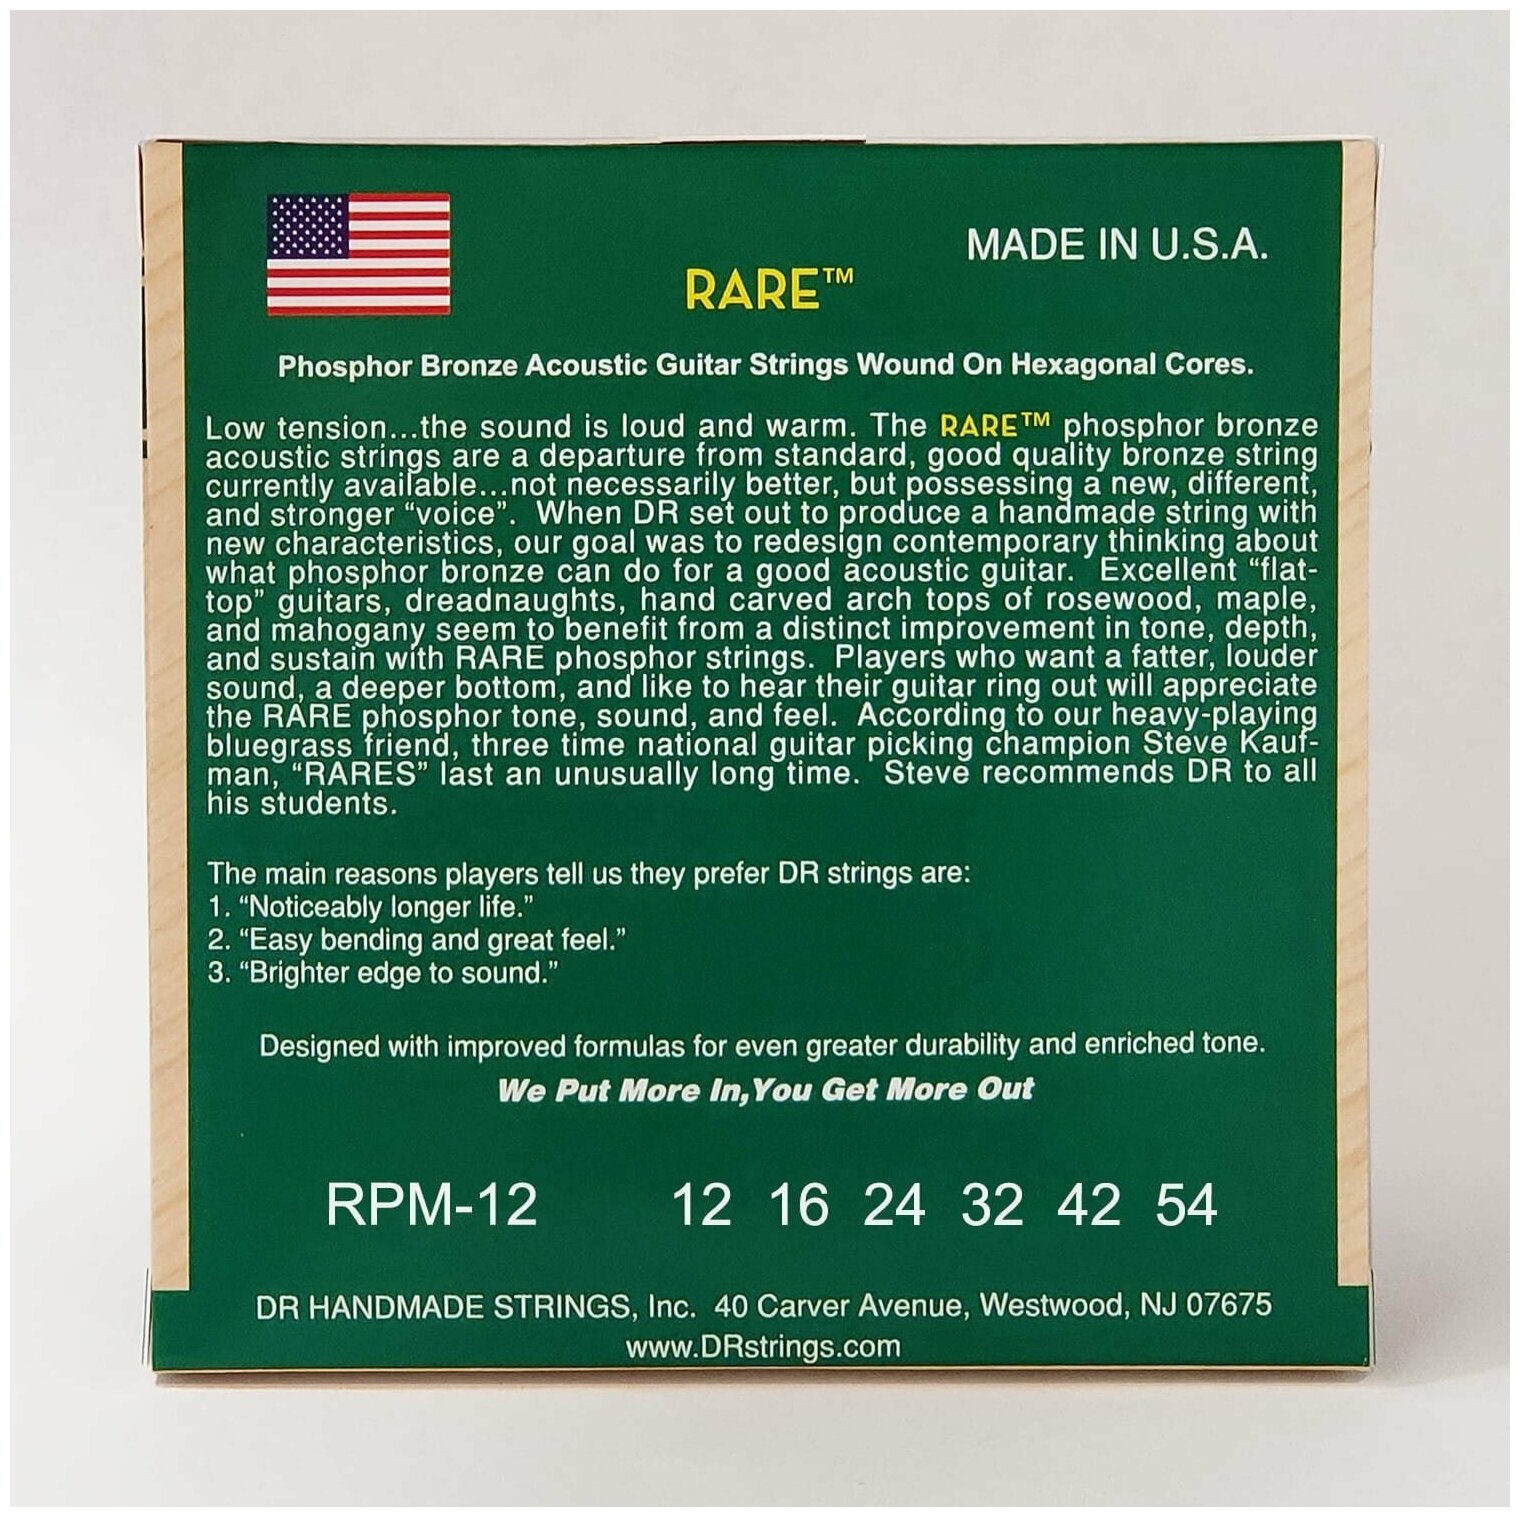 MADE IN U.S.A.
RARE™
Phosphor Bronze Acoustic Guitar Strings Wound On Hexagonal Cores.
Low tension...the sound is loud and warm. The RARE™ phosphor bronze
acoustic strings are a departure from standard, good quality bronze string
currently available...not necessarily better, but possessing a new, different,
and stronger “voice”. When DR set out to produce a handmade string with
new characteristics, our goal was to redesign contemporary thinking about
what phosphor bronze can do for a good acoustic guitar. Excellent “flat-
top” guitars, dreadnaughts, hand carved arch tops of rosewood, maple,
and mahogany seem to benefit from a distinct improvement in tone, depth,
and sustain with RARE phosphor strings. Players who want a fatter, louder
sound, a deeper bottom, and like to hear their guitar ring out will appreciate
the RARE phosphor tone, sound, and feel. According to our heavy-playing
bluegrass friend, three time national guitar picking champion Steve Kauf-
man, “RARES” last an unusually long time. Steve recommends DR to all
his students.
The main reasons players tell us they prefer DR strings are:
1. “Noticeably longer life.”
2. “Easy bending and great feel.”
3. “Brighter edge to sound.”
Designed with improved formulas for even greater durability and enriched tone.
We Put More In,You Get More Out
RPM-12 12 16 24 32 42 54
DR HANDMADE STRINGS, Inc. 40 Carver Avenue, Westwood, NJ 07675
www.DRstrings.com